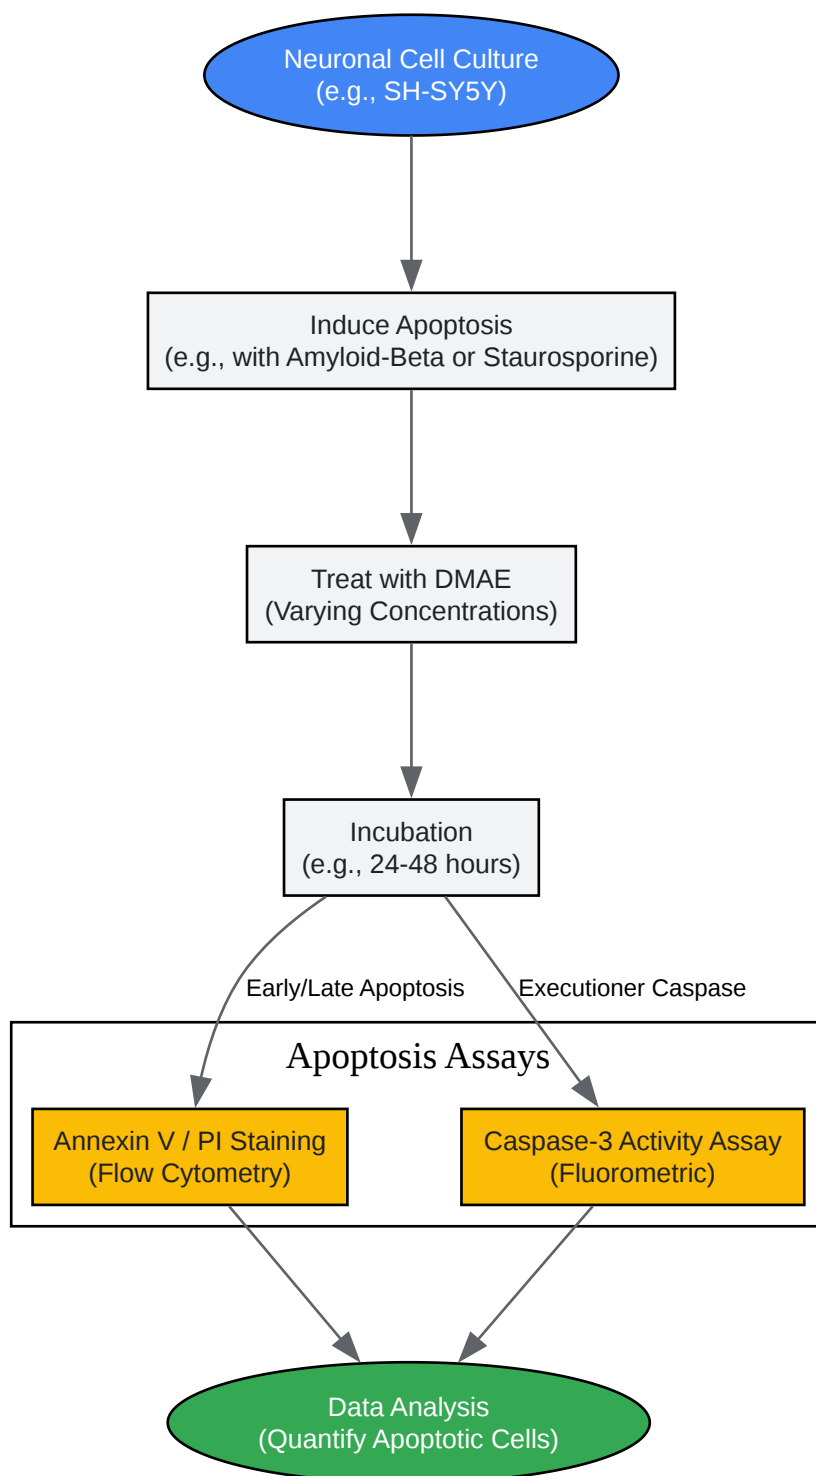 Neuronal Cell Culture
(e.g., SH-SY5Y)
Induce Apoptosis
(e.g., with Amyloid-Beta or Staurosporine)
Treat with DMAE
(Varying Concentrations)
Incubation
(e.g., 24-48 hours)
Early/Late Apoptosis
Executioner Caspase
Apoptosis Assays
Annexin V / PI Staining
(Flow Cytometry)
Caspase-3 Activity Assay
(Fluorometric)
Data Analysis
(Quantify Apoptotic Cells)